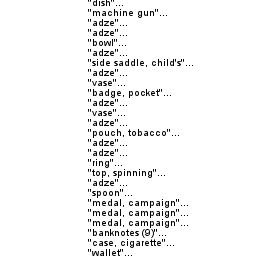 "dish"...
"machine gun"...
"adze"...
"adze"...
"bowl"...
"adze"...
"side saddle, child's"...
"adze"...
"vase"...
"badge, pocket"...
"adze"...
"vase"...
"adze"...
"pouch, tobacco"...
"adze"...
"adze"...
"ring"...
"top, spinning"...
"adze"...
"spoon"...
"medal, campaign"...
"medal, campaign"...
"medal, campaign"...
"banknotes (9)"...
"case, cigarette"...
"wallet"...